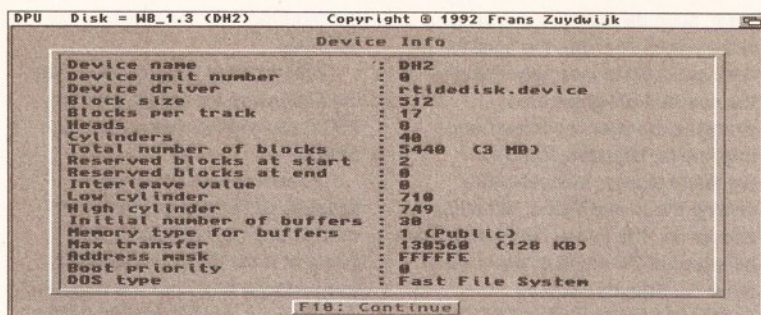 DPU Disk = WB_1.3 (DH2) Copyright © 1992 Frans Zuydwijk
Device Info
Device name : DH2
Device unit number : 0
Device driver : rtidedisk.device
Block size : 512
Blocks per track : 17
Heads : 8
Cylinders : 40
Total number of blocks : 5440 (3 MB)
Reserved blocks at start : 2
Reserved blocks at end : 0
Interleave value : 0
Low cylinder : 710
High cylinder : 749
Initial number of buffers : 30
Memory type for buffers : 1 (Public)
Max transfer : 130560 (128 KB)
Address mask : FFFFFE
Boot priority : 0
DOS type : Fast File System
F10: Continue